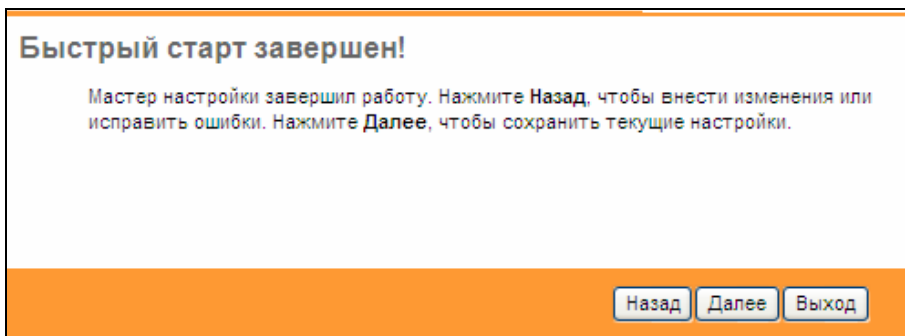 Быстрый старт завершен!
Мастер настройки завершил работу. Нажмите Назад, чтобы внести изменения или
исправить ошибки. Нажмите Далее, чтобы сохранить текущие настройки.
Назад Далее Выход